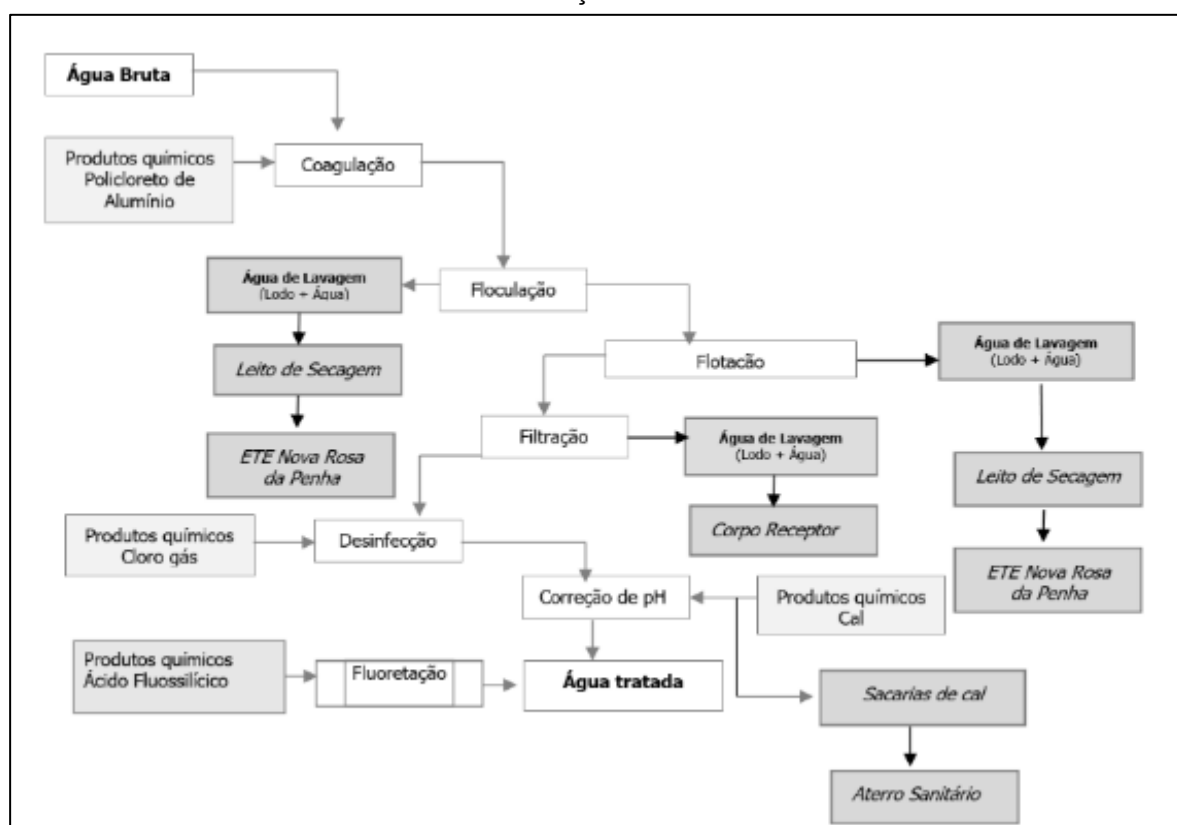 Água Bruta
Produtos químicos
Policloreto de
Alumínio
Coagulação
Água de Lavagem
(Lodo + Água)
Floculação
Leito de Secagem
Flotacão
Água de Lavagem
(Lodo + Água)
ETE Nova Rosa
da Penha
Filtração
Água de Lavagem
(Lodo + Água)
Leito de Secagem
Corpo Receptor
Produtos químicos
Cloro gás
Desinfecção
ETE Nova Rosa
da Penha
Correção de pH
Produtos químicos
Cal
Produtos químicos
Ácido Fluossilícico
Fluoretação
Água tratada
Sacarias de cal
Aterro Sanitário